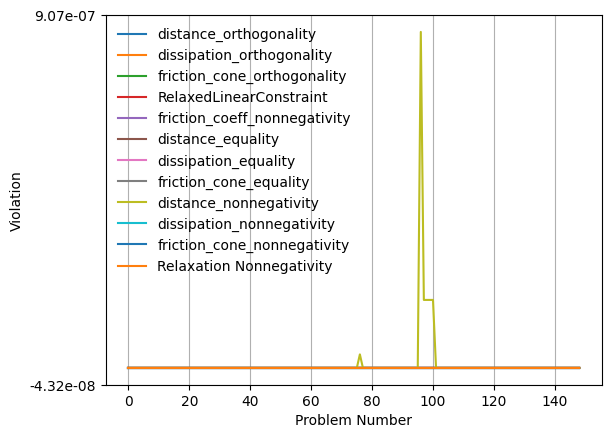 9.07e-07
distance_orthogonality
dissipation_orthogonality
friction_cone_orthogonality
RelaxedLinearConstraint
friction_coeff_nonnegativity
distance_equality
dissipation_equality
friction_cone_equality
distance_nonnegativity
dissipation_nonnegativity
friction_cone_nonnegativity
Relaxation Nonnegativity
Violation
-4.32e-08
0 20 40 60 80 100 120 140
Problem Number